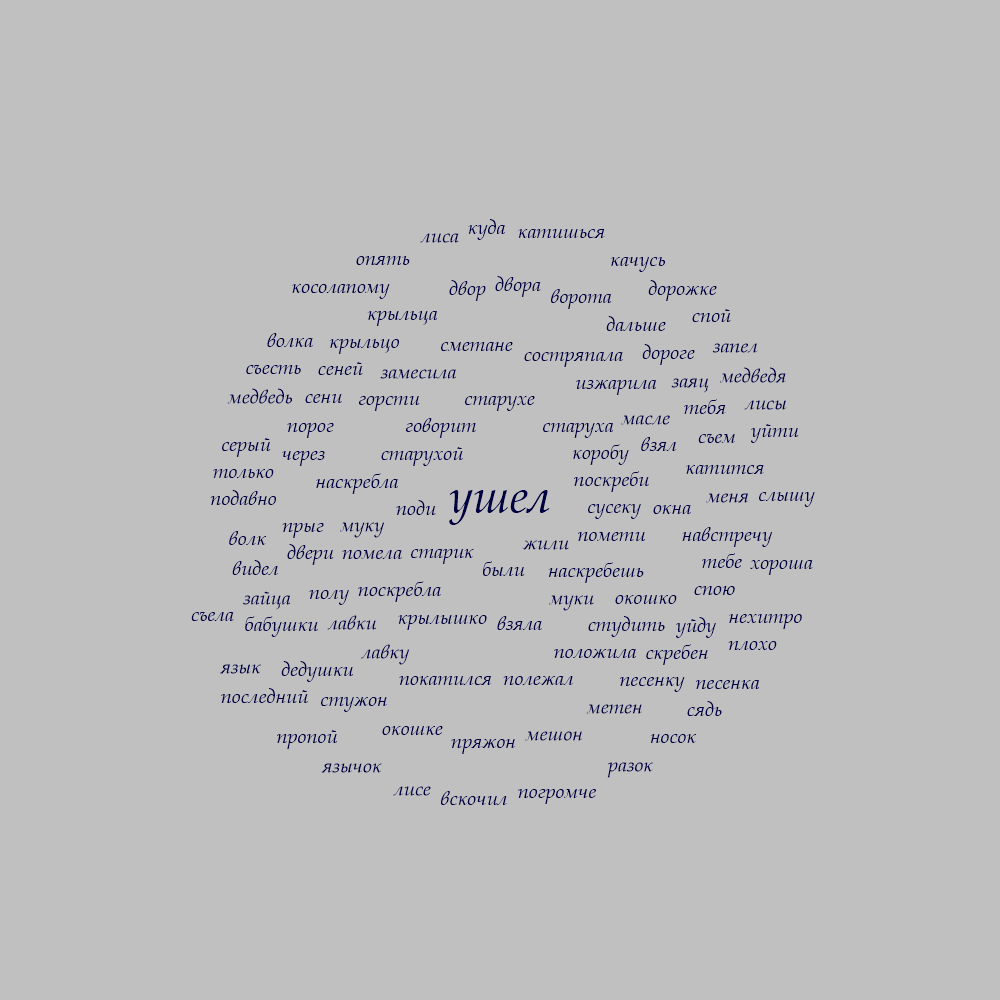 лиса куда катишься
опять качусь
косолапому двор двора ворота дорожке
крыльца дальше спой
волка крыльцо сметане состряпала дороге запел
съесть сеней замесила изжарила заяц медведя
медведь сени горсти старухе масле тебя лисы
порог говорит старуха коробу взял съем уйти
серый через старухой
только наскребла поскреби катится
подавно поди ушел сусеку окна меня слышу
волк прыг муку помети навстречу
двери помела старик жили
видел были наскребешь тебе хороша
зайца полу поскребла муки окошко спою
съела бабушки лавки крылышко взяла студить уйду нехитро
лавку положила скребен плохо
язык дедушки покатился полежал песенку песенка
последний стужон метен сядь
пропой окошке пряжон мешон носок
язычок разок
лисе вскочил погромче